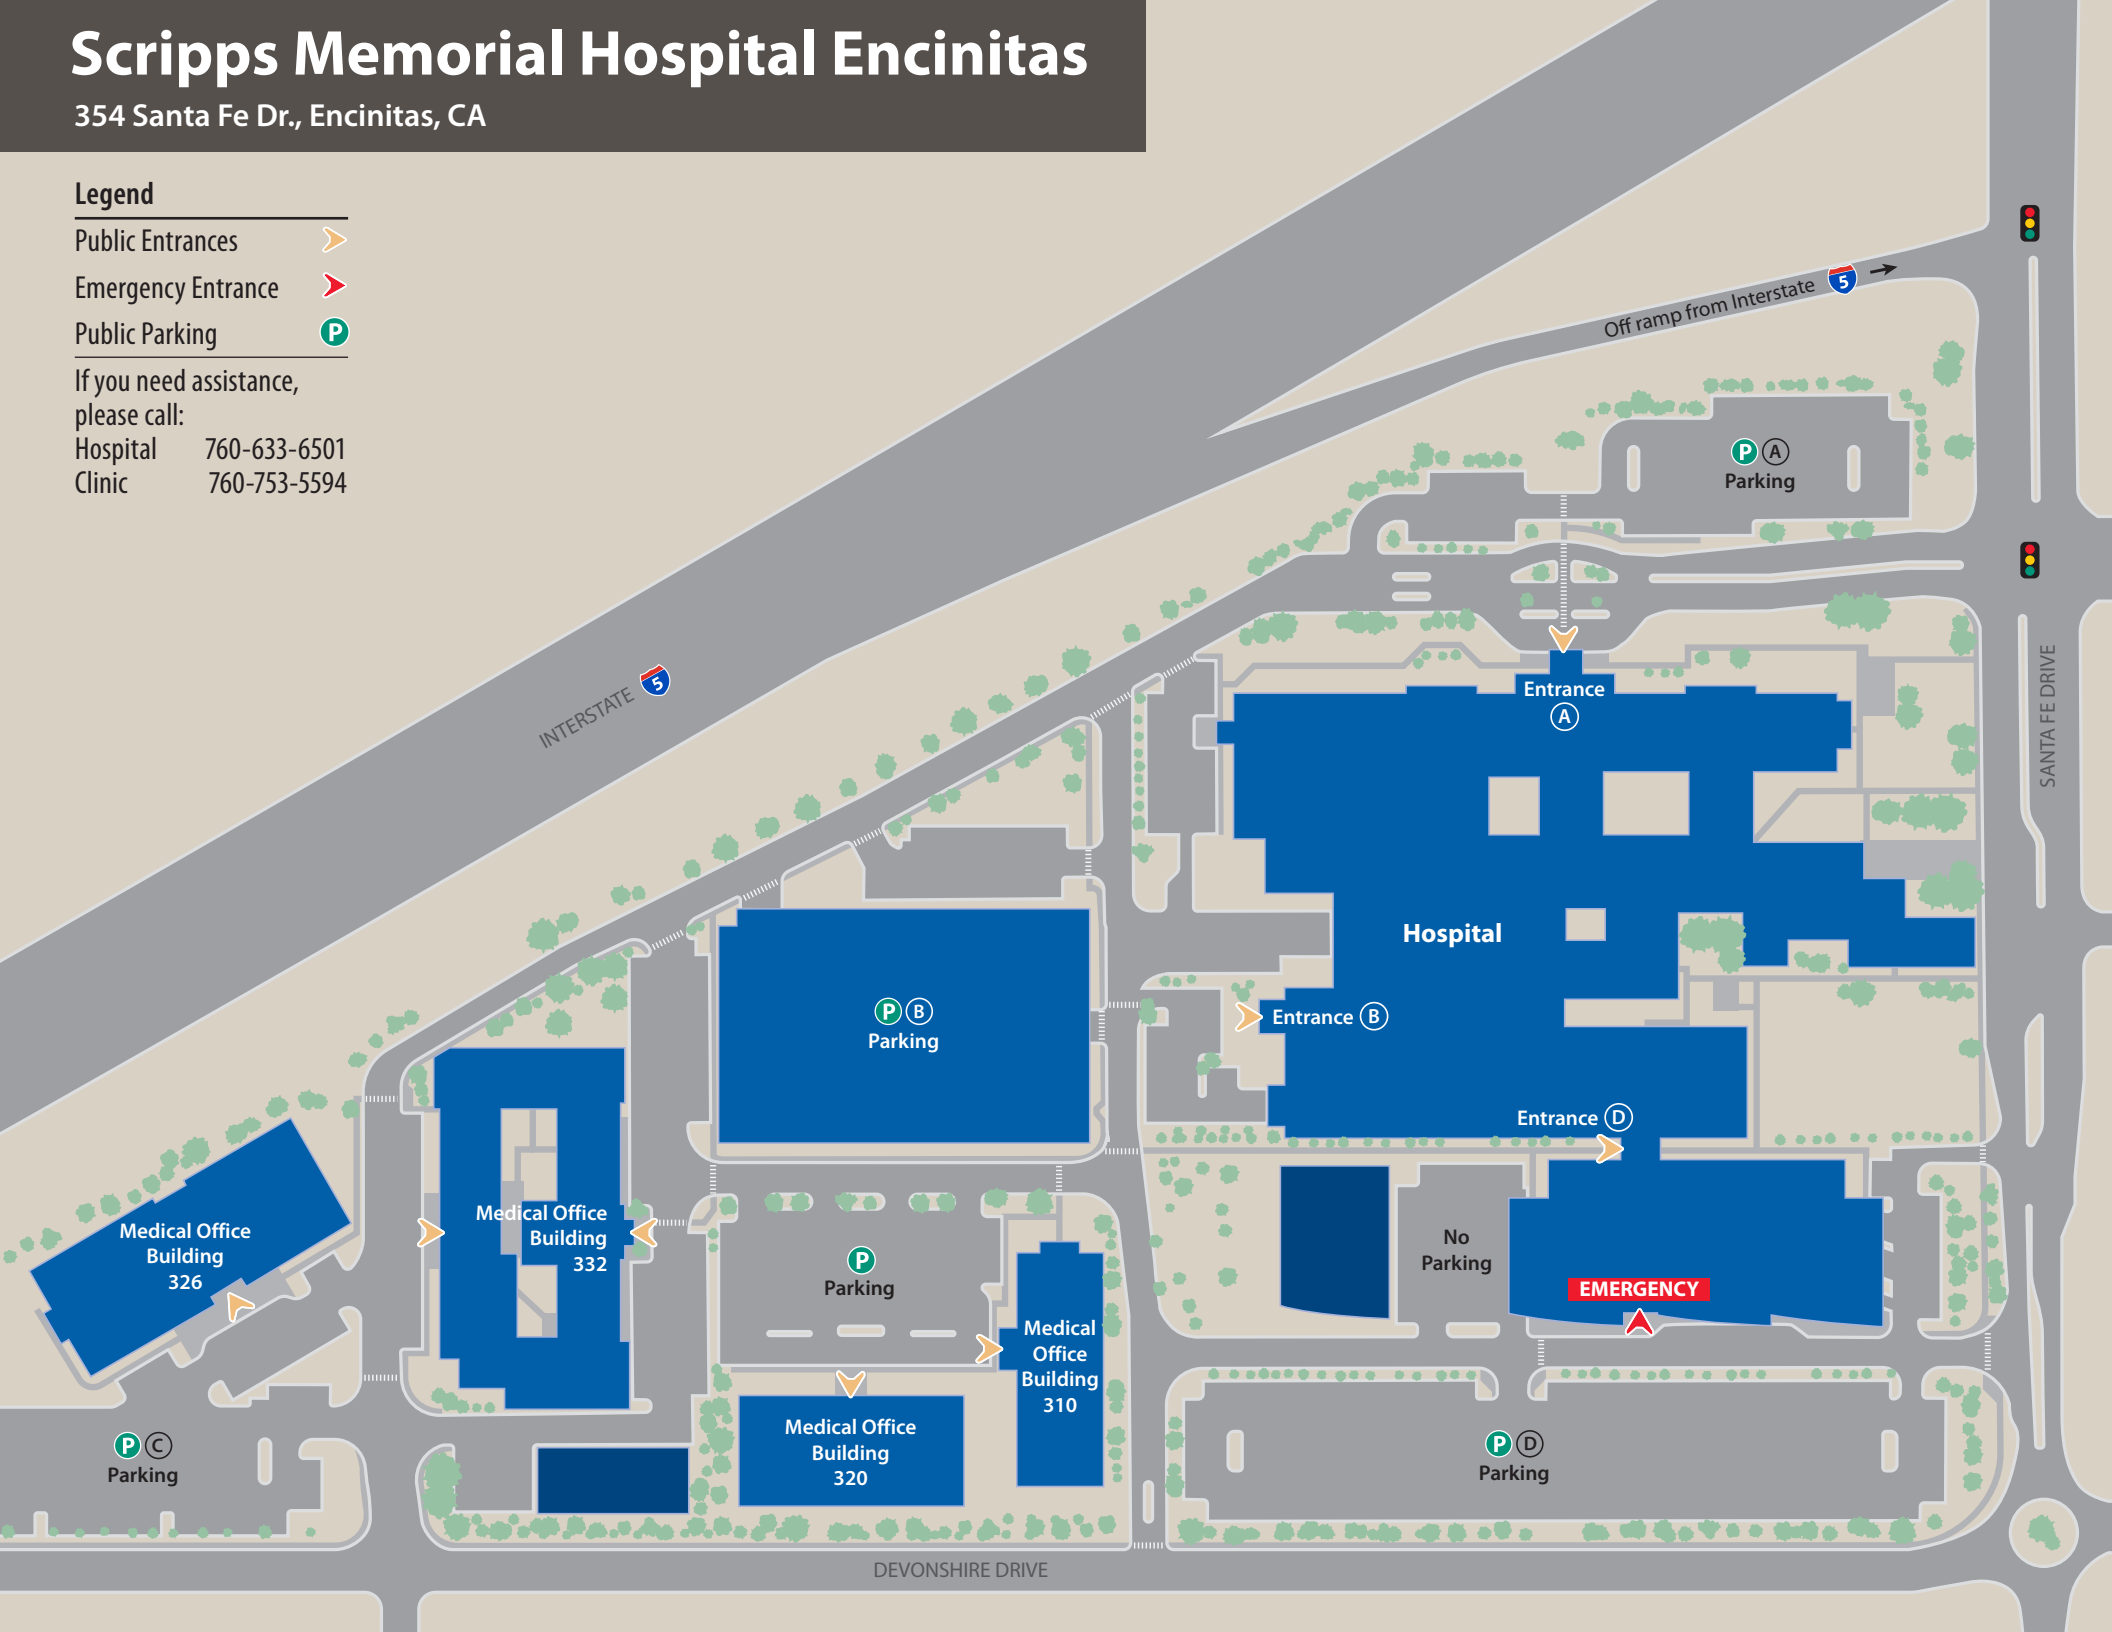 Scripps Memorial Hospital Encinitas
354 Santa Fe Dr., Encinitas, CA
Legend
Public Entrances
Emergency Entrance
Public Parking P
If you need assistance,
please call:
Hospital 760-633-6501
Clinic 760-753-5594
Off ramp from Interstate 5
P A
Parking
INTERSTATE 5
SANTA FE DRIVE
Entrance
A
Hospital
P B
Parking
Entrance B
Entrance D
Medical Office
Building
326
Medical Office
Building
332
P
Parking
No
Parking
EMERGENCY
Medical
Office
Building
310
Medical Office
Building
320
P C
Parking
P D
Parking
DEVONSHIRE DRIVE